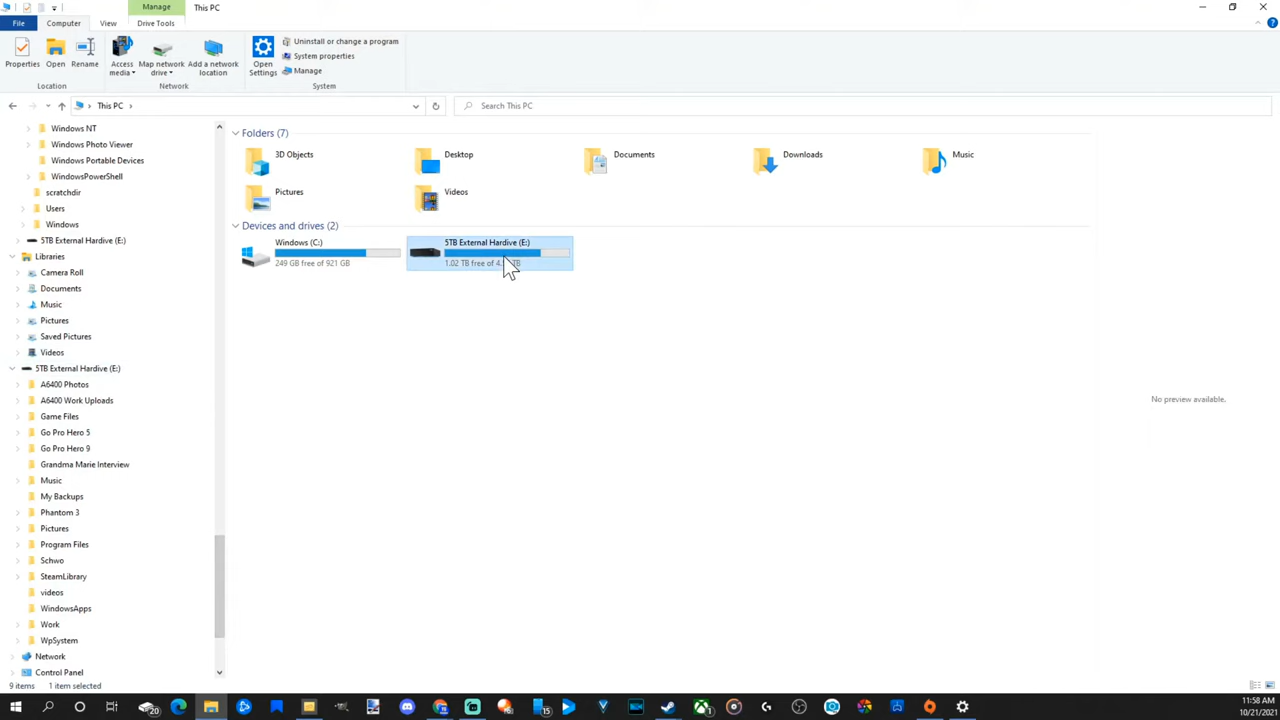 Manage
This PC
File
Computer
View
Drive Tools
Properties
Open
Rename
Access media
Map network drive
Add a network location
Open Settings
Uninstall or change a program
System properties
Manage
Location
Network
System
This PC
Search This PC
Windows NT
Windows Photo Viewer
Windows Portable Devices
WindowsPowerShell
scratchdir
Users
Windows
5TB External Hardive (E:)
Libraries
Camera Roll
Documents
Music
Pictures
Saved Pictures
Videos
5TB External Hardive (E:)
A6400 Photos
A6400 Work Uploads
Game Files
Go Pro Hero 5
Go Pro Hero 9
Grandma Marie Interview
Music
My Backups
Phantom 3
Pictures
Program Files
Schwo
SteamLibrary
videos
WindowsApps
Work
WpSystem
Network
Control Panel
Folders (7)
3D Objects
Desktop
Documents
Downloads
Music
Pictures
Videos
Devices and drives (2)
Windows (C:)
249 GB free of 921 GB
5TB External Hardive (E:)
1.02 TB free of TB
No preview available.
9 items
1 item selected
20
15
11:58 AM
10/21/2021